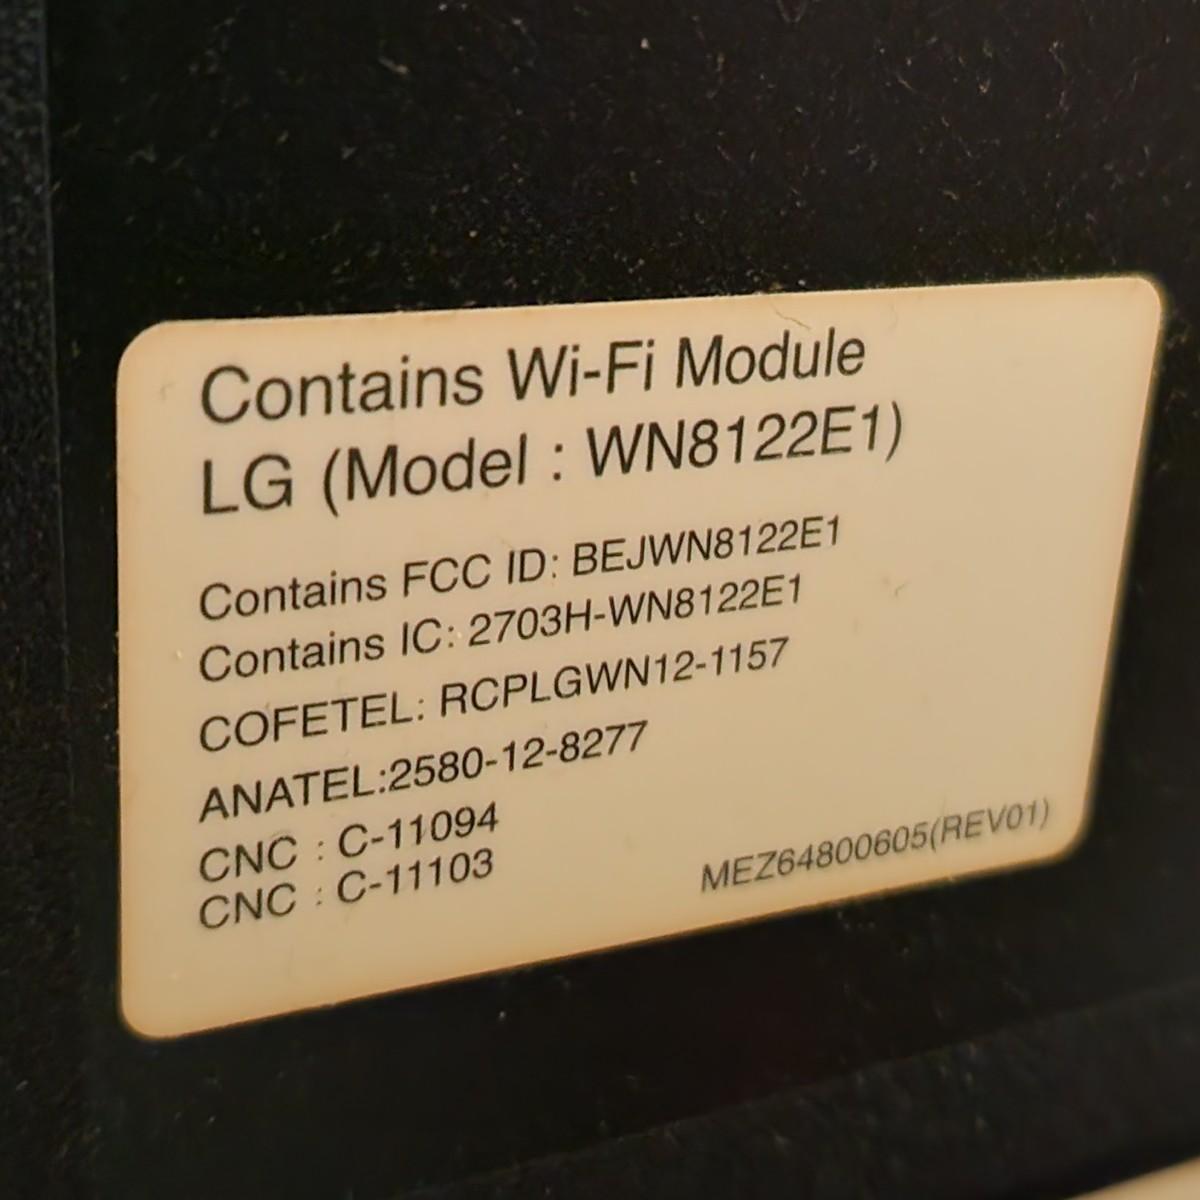 Contains Wi-Fi Module
LG (Model : WN8122E1)
Contains FCC ID: BEJWN8122E1
Contains IC: 2703H-WN8122E1
COFETEL: RCPLGWN12-1157
ANATEL:2580-12-8277
CNC : C-11094
CNC : C-11103
MEZ64800605(REV01)